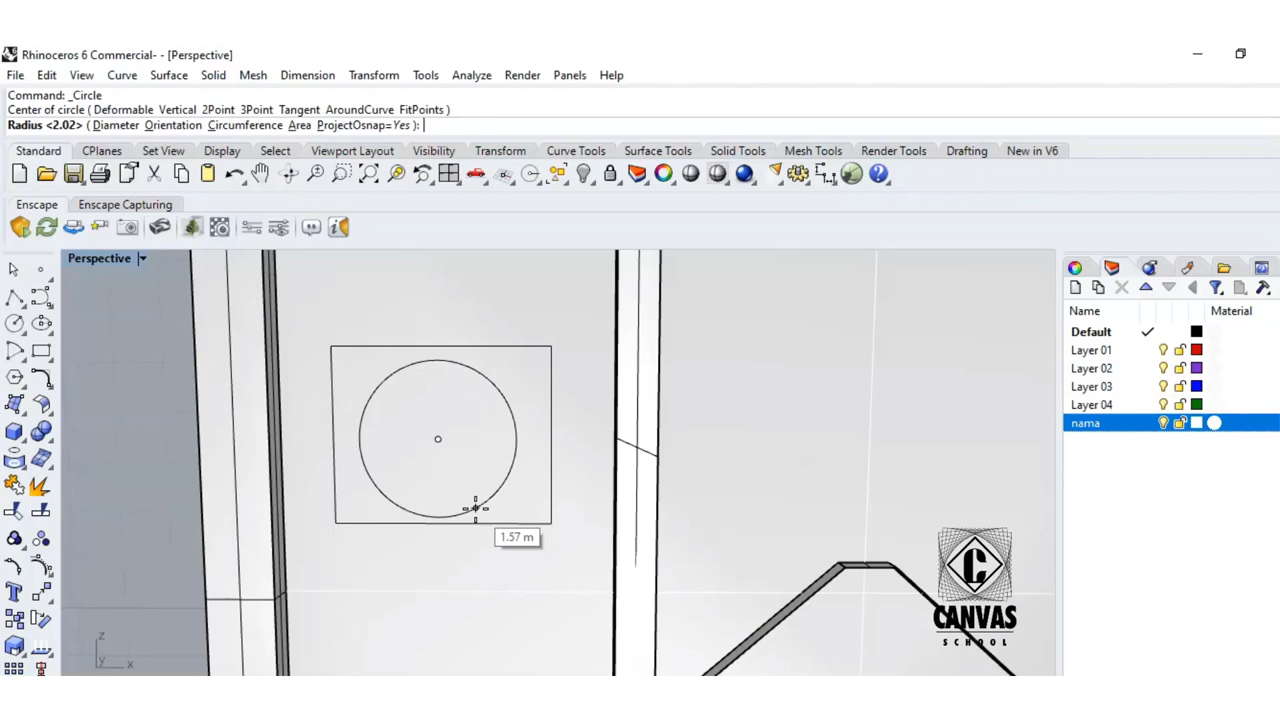 Rhinoceros 6 Commercial- - [Perspective]
File Edit View Curve Surface Solid Mesh Dimension Transform Tools Analyze Render Panels Help
Command: _Circle
Center of circle ( Deformable Vertical 2Point 3Point Tangent AroundCurve FitPoints )
Radius <2.02> ( Diameter Orientation Circumference Area ProjectOsnap=Yes ):
Standard CPlanes Set View Display Select Viewport Layout Visibility Transform Curve Tools Surface Tools Solid Tools Mesh Tools Render Tools Drafting New in V6
Enscape Enscape Capturing
Perspective
Name Material
Default
Layer 01
Layer 02
Layer 03
Layer 04
nama
1.57 m
C
CANVAS
SCHOOL
z
y x